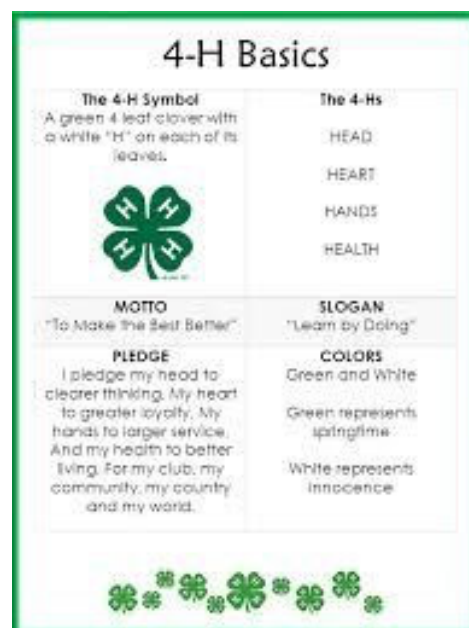 4-H Basics
The 4-H Symbol
A green 4 leaf clover with
a white "H" on each of its
leaves.
H H
H H
The 4-Hs
HEAD
HEART
HANDS
HEALTH
MOTTO
"To Make the Best Better"
SLOGAN
"Learn by Doing"
PLEDGE
I pledge my head to
clearer thinking, My heart
to greater loyalty, My
hands to larger service,
And my health to better
living, For my club, my
community, my country
and my world.
COLORS
Green and White
Green represents
springtime
White represents
innocence